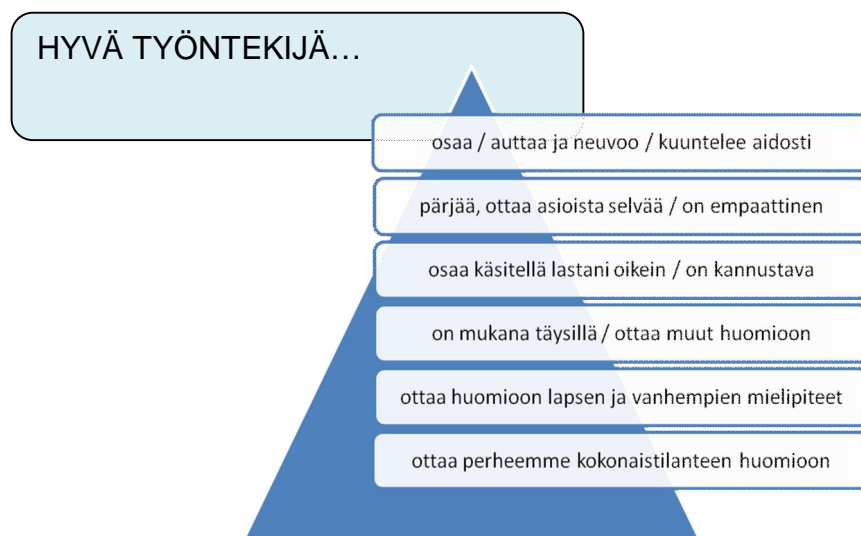 HYVÄ TYÖNTEKIJÄ…
osaa / auttaa ja neuvoo / kuuntelee aidosti
pärjää, ottaa asioista selvää / on empaattinen
osaa käsitellä lastani oikein / on kannustava
on mukana täysillä / ottaa muut huomioon
ottaa huomioon lapsen ja vanhempien mielipiteet
ottaa perheemme kokonaistilanteen huomioon